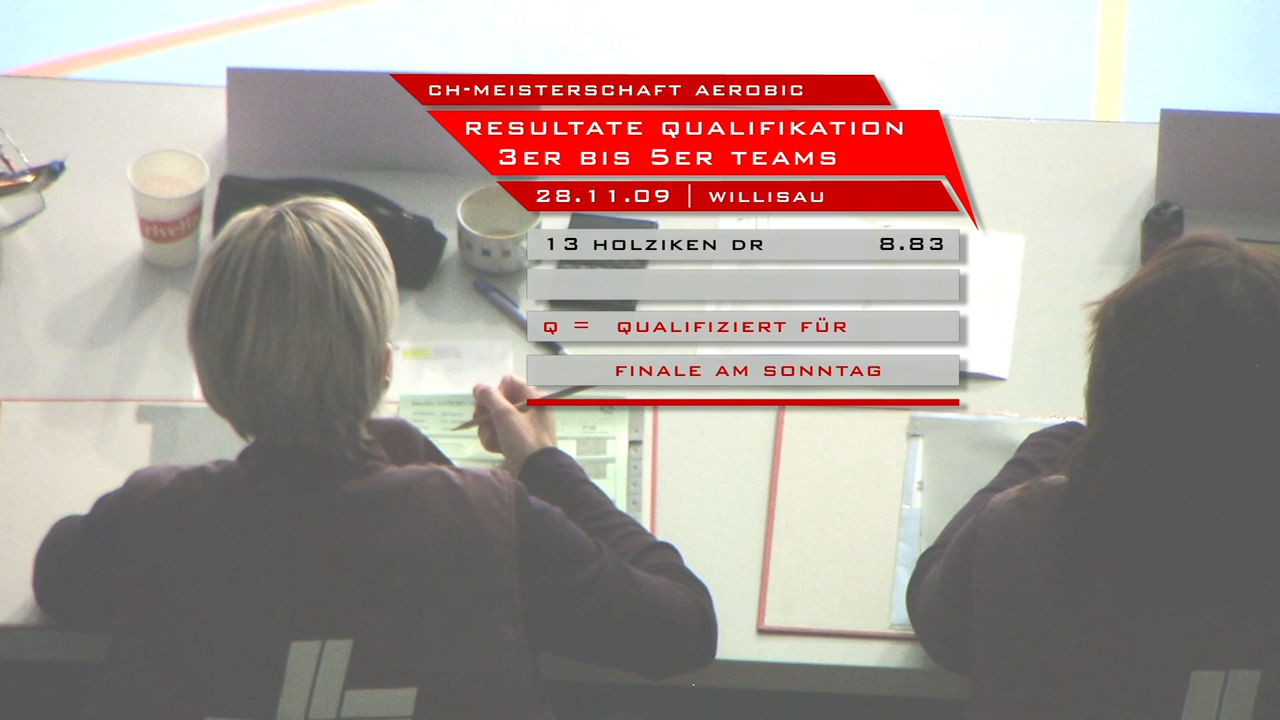 CH-MEISTERSCHAFT AEROBIC
RESULTATE QUALIFIKATION
3ER BIS 5ER TEAMS
28.11.09 | WILLISAU
13 HOLZIKEN DR 8.83
Q = QUALIFIZIERT FÜR
FINALE AM SONNTAG
rivella